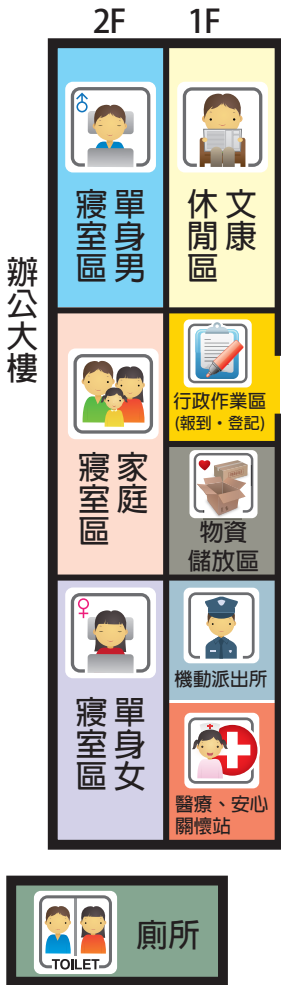 2F 1F
辦公大樓
單身男
寢室區
文康
休閒區
家庭
寢室區
行政作業區
(報到・登記)
物資
儲放區
單身女
寢室區
機動派出所
醫療、安心
關懷站
TOILET
廁所